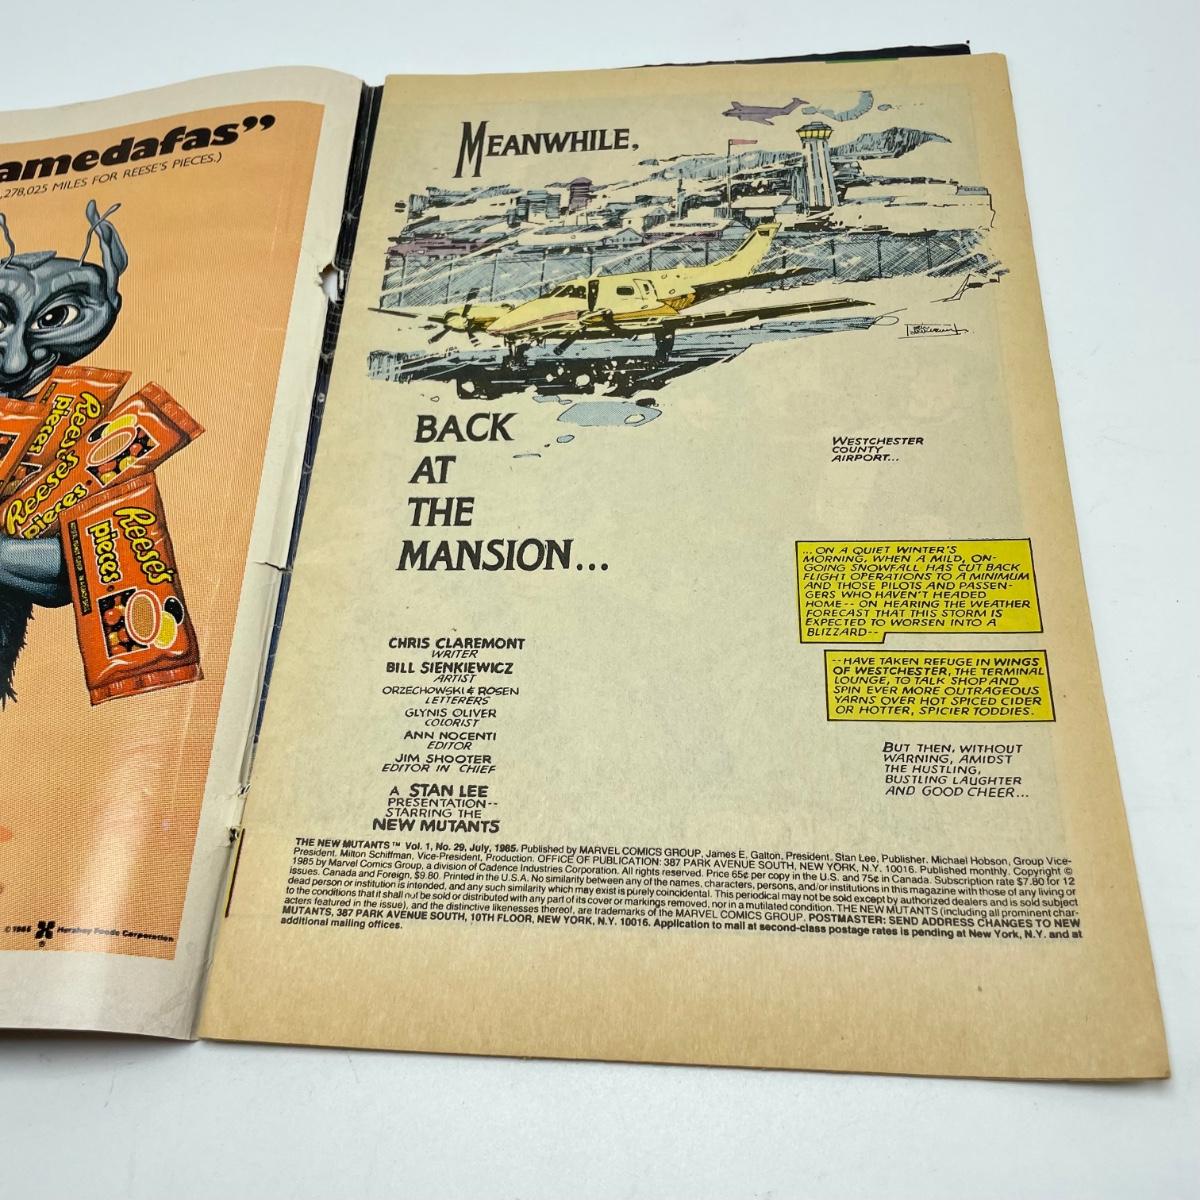 amedafas”
,278,025 MILES FOR REESE'S PIECES.)
Reese's
pieces
Reese's
pieces
Reese's
pieces
© 1984 Hershey Foods Corporation
MEANWHILE,
BACK
AT
THE
MANSION...
WESTCHESTER
COUNTY
AIRPORT...
...ON A QUIET WINTER'S
MORNING, WHEN A MILD, ON-
GOING SNOWFALL HAS CUT BACK
FLIGHT OPERATIONS TO A MINIMUM
AND THOSE PILOTS AND PASSEN-
GERS WHO HAVEN'T HEADED
HOME-- ON HEARING THE WEATHER
FORECAST THAT THIS STORM IS
EXPECTED TO WORSEN INTO A
BLIZZARD--
--HAVE TAKEN REFUGE IN WINGS
OF WESTCHESTER, THE TERMINAL
LOUNGE, TO TALK SHOP AND
SPIN EVER MORE OUTRAGEOUS
YARNS OVER HOT SPICED CIDER
OR HOTTER, SPICIER TODDIES.
BUT THEN, WITHOUT
WARNING, AMIDST
THE HUSTLING,
BUSTLING LAUGHTER
AND GOOD CHEER...
CHRIS CLAREMONT
WRITER
BILL SIENKIEWICZ
ARTIST
ORZECHOWSKI & ROSEN
LETTERERS
GLYNIS OLIVER
COLORIST
ANN NOCENTI
EDITOR
JIM SHOOTER
EDITOR IN CHIEF
A STAN LEE
PRESENTATION--
STARRING THE
NEW MUTANTS
THE NEW MUTANTS™ Vol. 1, No. 29, July, 1985. Published by MARVEL COMICS GROUP, James E. Galton, President. Stan Lee, Publisher. Michael Hobson, Group Vice-
President. Milton Schiffman, Vice-President, Production. OFFICE OF PUBLICATION: 387 PARK AVENUE SOUTH, NEW YORK, N.Y. 10016. Published monthly. Copyright ©
1985 by Marvel Comics Group, a division of Cadence Industries Corporation. All rights reserved. Price 65¢ per copy in the U.S. and 75¢ in Canada. Subscription rate $7.80 for 12
issues. Canada and Foreign, $9.80. Printed in the U.S.A. No similarity between any of the names, characters, persons, and/or institutions in this magazine with those of any living or
dead person or institution is intended, and any such similarity which may exist is purely coincidental. This periodical may not be sold except by authorized dealers and is sold subject
to the conditions that it shall not be sold or distributed with any part of its cover or markings removed, nor in a mutilated condition. THE NEW MUTANTS (including all prominent char-
acters featured in the issue), and the distinctive likenesses thereof, are trademarks of the MARVEL COMICS GROUP. POSTMASTER: SEND ADDRESS CHANGES TO NEW
MUTANTS, 387 PARK AVENUE SOUTH, 10TH FLOOR, NEW YORK, N.Y. 10016. Application to mail at second-class postage rates is pending at New York, N.Y. and at
additional mailing offices.